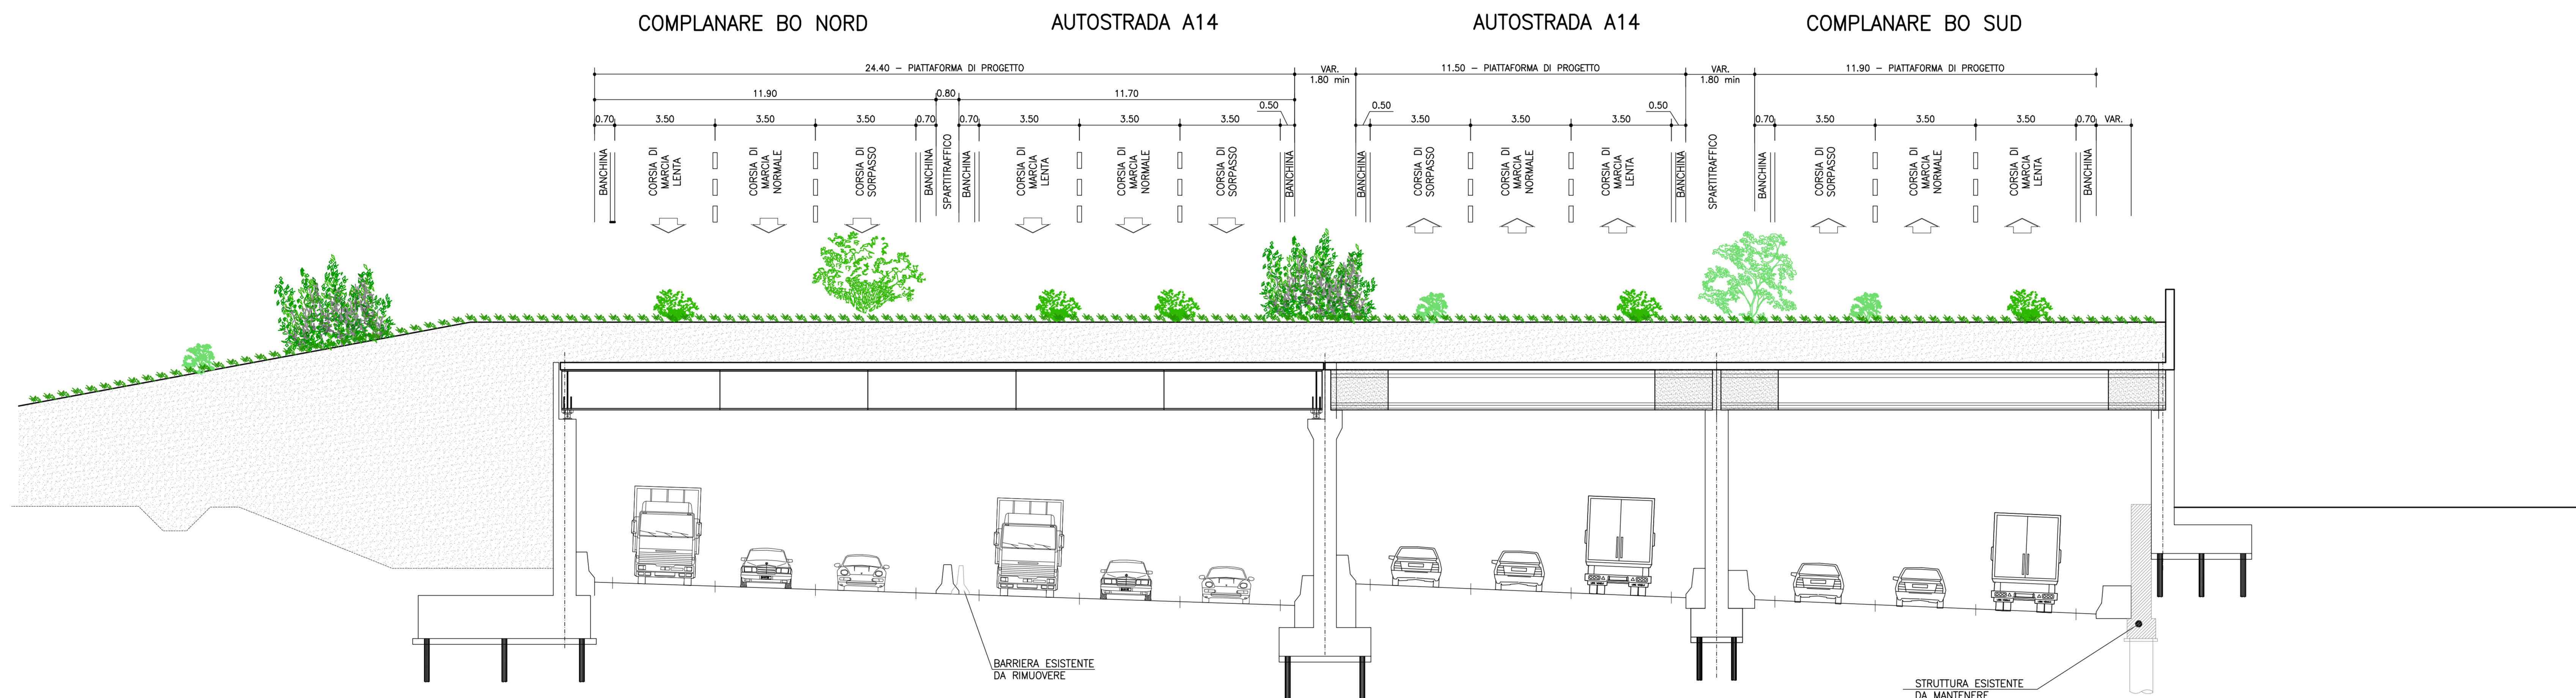 COMPLANARE BO NORD
AUTOSTRADA A14
AUTOSTRADA A14
COMPLANARE BO SUD
24.40 – PIATTAFORMA DI PROGETTO
VAR.
1.80 min
11.50 – PIATTAFORMA DI PROGETTO
VAR.
1.80 min
11.90 – PIATTAFORMA DI PROGETTO
11.90
0.80
11.70
0.50
0.50
0.50
0.70
3.50
3.50
3.50
0.70
0.70
3.50
3.50
3.50
3.50
3.50
3.50
0.70
3.50
3.50
3.50
0.70
VAR.
BANCHINA
CORSIA DI
MARCIA
LENTA
CORSIA DI
MARCIA
NORMALE
CORSIA DI
SORPASSO
BANCHINA
SPARTITRAFFICO
BANCHINA
CORSIA DI
MARCIA
LENTA
CORSIA DI
MARCIA
NORMALE
CORSIA DI
SORPASSO
BANCHINA
BANCHINA
CORSIA DI
SORPASSO
CORSIA DI
MARCIA
NORMALE
CORSIA DI
MARCIA
LENTA
BANCHINA
SPARTITRAFFICO
BANCHINA
CORSIA DI
SORPASSO
CORSIA DI
MARCIA
NORMALE
CORSIA DI
MARCIA
LENTA
BANCHINA
BARRIERA ESISTENTE
DA RIMUOVERE
STRUTTURA ESISTENTE
DA MANTENERE